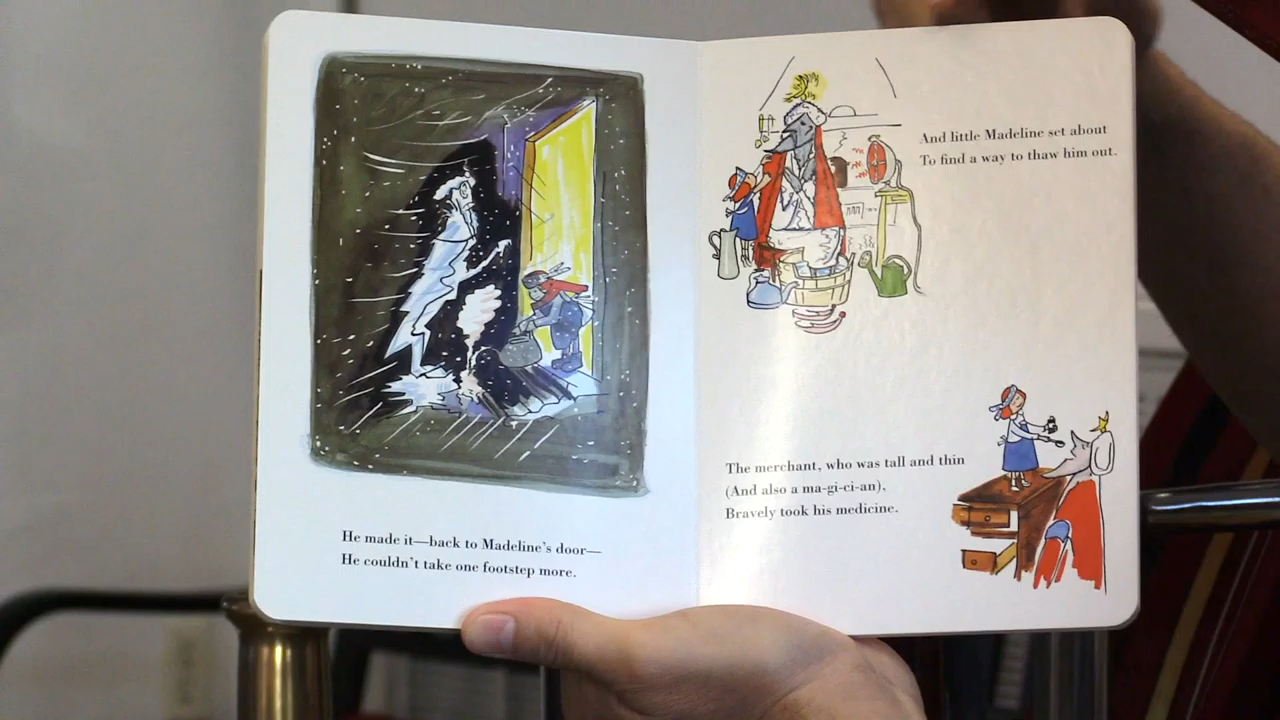 He made it—back to Madeline's door—
He couldn't take one footstep more.
And little Madeline set about
To find a way to thaw him out.
The merchant, who was tall and thin
(And also a ma-gi-ci-an),
Bravely took his medicine.